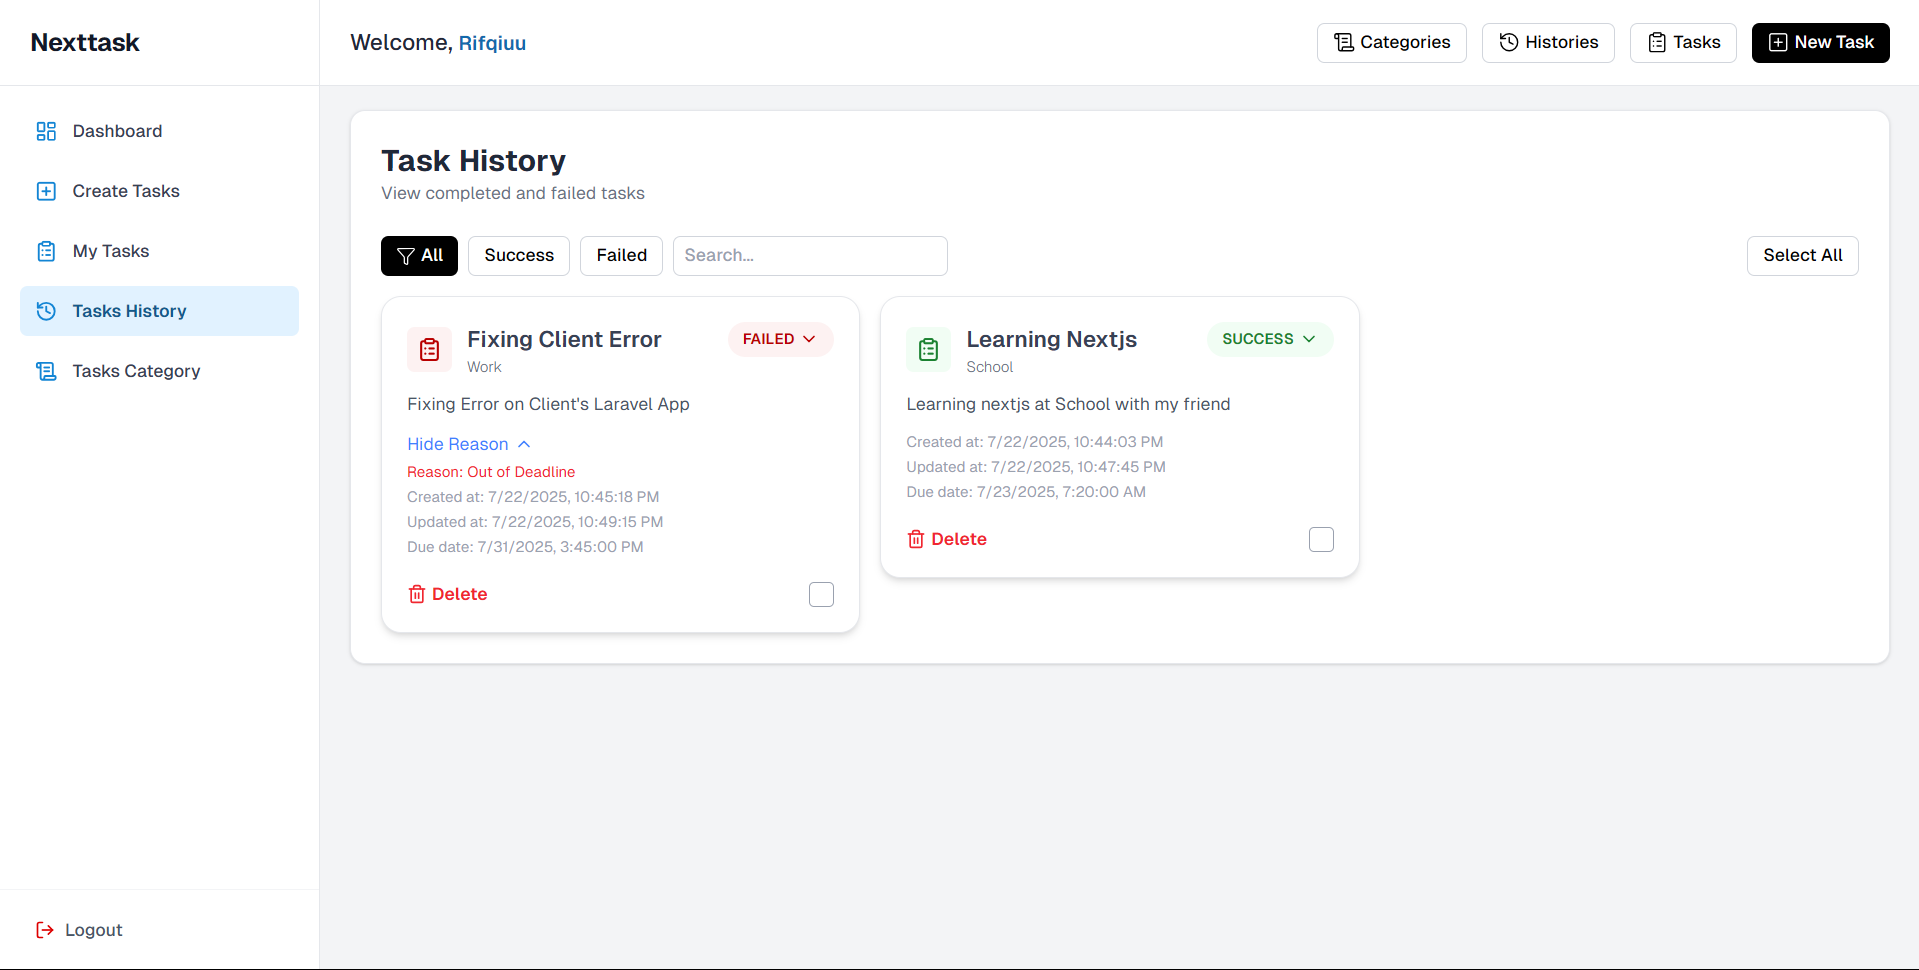 Nexttask
Welcome, Rifqiuu
Categories
Histories
Tasks
New Task
Dashboard
Create Tasks
My Tasks
Tasks History
Tasks Category
Logout
Task History
View completed and failed tasks
All
Success
Failed
Search...
Select All
Fixing Client Error
FAILED
Work
Fixing Error on Client's Laravel App
Hide Reason
Reason: Out of Deadline
Created at: 7/22/2025, 10:45:18 PM
Updated at: 7/22/2025, 10:49:15 PM
Due date: 7/31/2025, 3:45:00 PM
Delete
Learning Nextjs
SUCCESS
School
Learning nextjs at School with my friend
Created at: 7/22/2025, 10:44:03 PM
Updated at: 7/22/2025, 10:47:45 PM
Due date: 7/23/2025, 7:20:00 AM
Delete